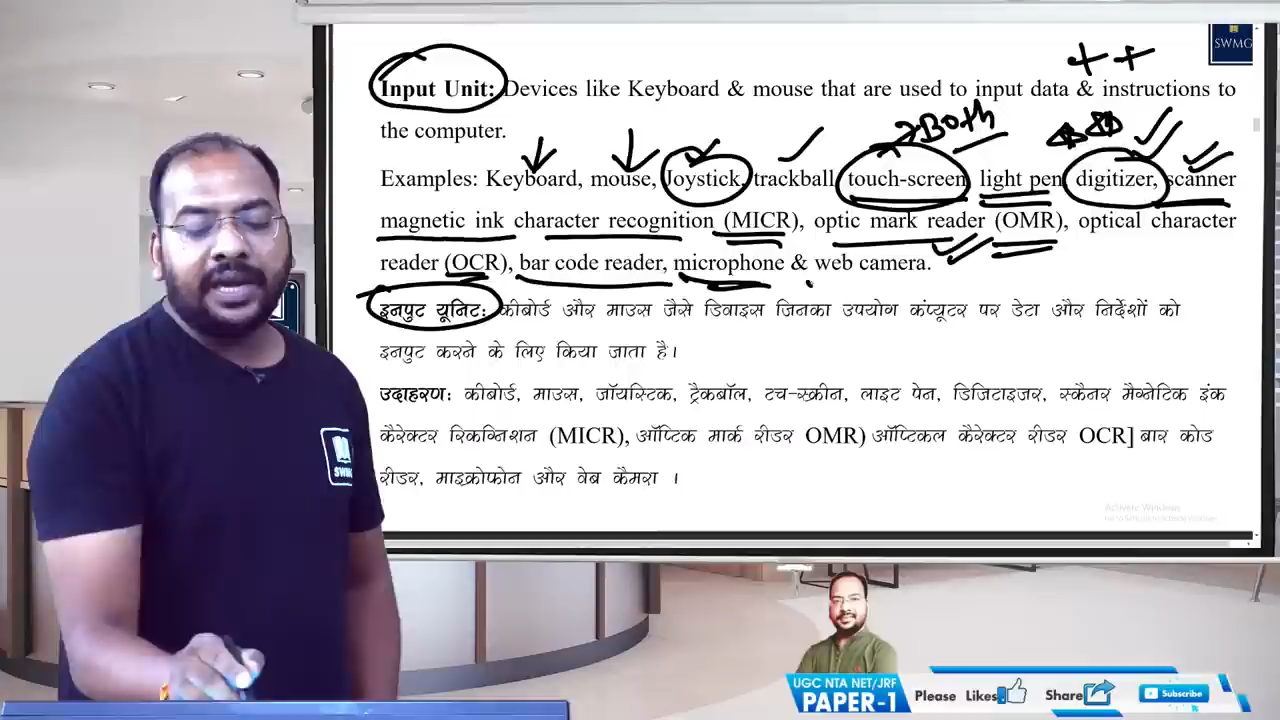 SWMG
++
Input Unit: Devices like Keyboard & mouse that are used to input data & instructions to
the computer.
Both
Examples: Keyboard, mouse, Joystick, trackball, touch-screen, light pen, digitizer, scanner
magnetic ink character recognition (MICR), optic mark reader (OMR), optical character
reader (OCR), bar code reader, microphone & web camera.
इनपुट यूनिट: कीबोर्ड और माउस जैसे डिवाइस जिनका उपयोग कंप्यूटर पर डेटा और निर्देशों को
इनपुट करने के लिए किया जाता है।
उदाहरण: कीबोर्ड, माउस, जॉयस्टिक, ट्रैकबॉल, टच-स्क्रीन, लाइट पेन, डिजिटाइजर, स्कैनर मैग्नेटिक इंक
कैरेक्टर रिकग्निशन (MICR), ऑप्टिक मार्क रीडर OMR) ऑप्टिकल कैरेक्टर रीडर OCR] बार कोड
रीडर, माइक्रोफोन और वेब कैमरा ।
SWMG
Activate Windows
UGC NTA NET/JRF
PAPER-1
Please Likes Share Subscribe